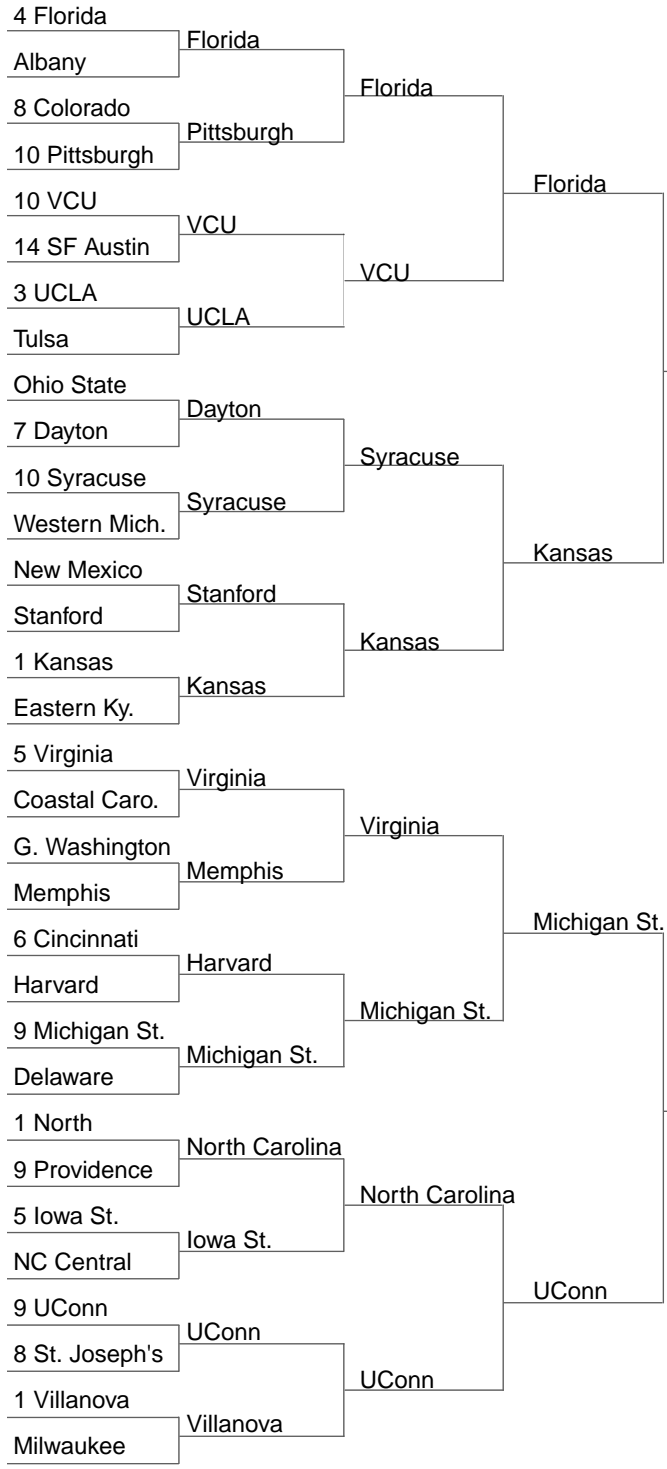 4 Florida
Albany
8 Colorado
10 Pittsburgh
10 VCU
14 SF Austin
3 UCLA
Tulsa
Ohio State
7 Dayton
10 Syracuse
Western Mich.
New Mexico
Stanford
1 Kansas
Eastern Ky.
5 Virginia
Coastal Caro.
G. Washington
Memphis
6 Cincinnati
Harvard
9 Michigan St.
Delaware
1 North
9 Providence
5 Iowa St.
NC Central
9 UConn
8 St. Joseph's
1 Villanova
Milwaukee
Florida
Pittsburgh
VCU
UCLA
Dayton
Syracuse
Stanford
Kansas
Virginia
Memphis
Harvard
Michigan St.
North Carolina
Iowa St.
UConn
Villanova
Florida
VCU
Syracuse
Kansas
Virginia
Michigan St.
North Carolina
UConn
Florida
Kansas
Michigan St.
UConn